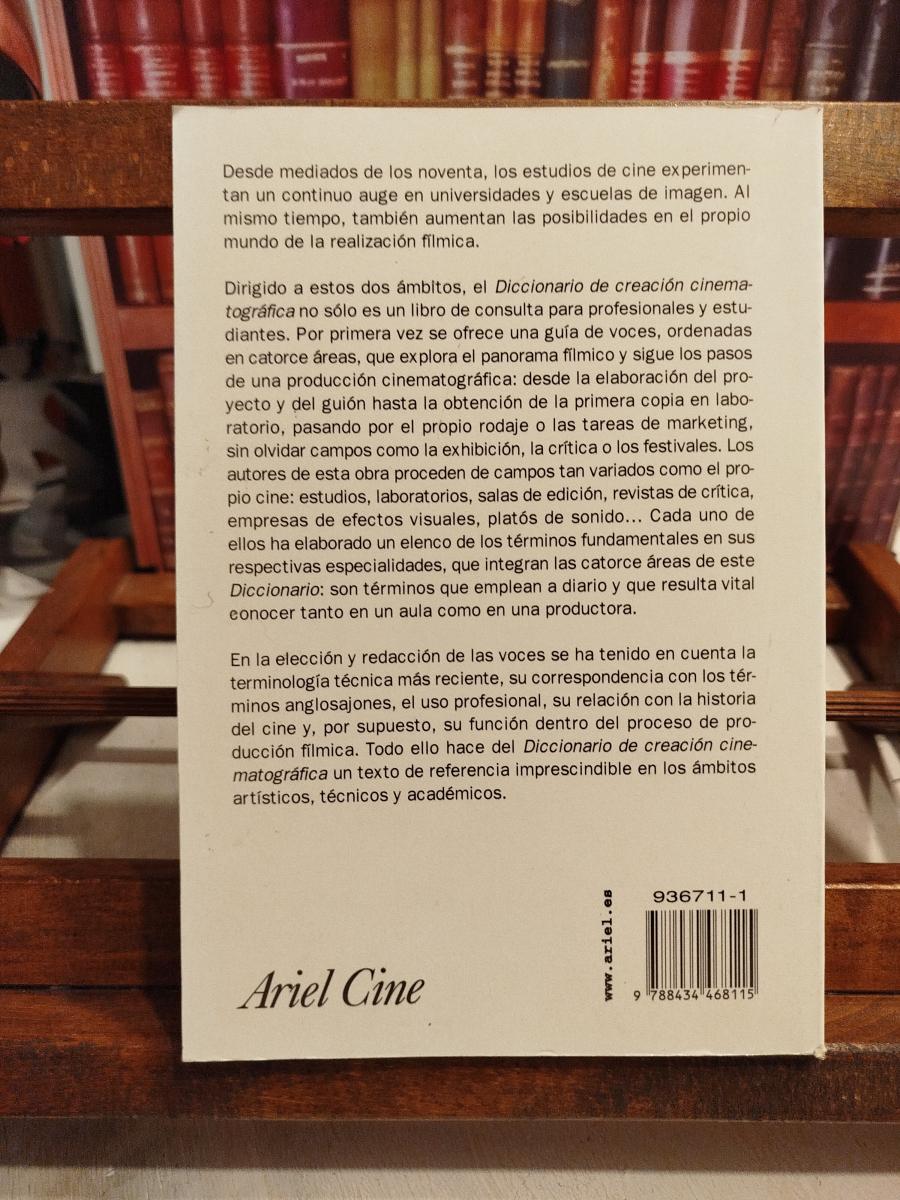 Desde mediados de los noventa, los estudios de cine experimen-
tan un continuo auge en universidades y escuelas de imagen. Al
mismo tiempo, también aumentan las posibilidades en el propio
mundo de la realización fílmica.
Dirigido a estos dos ámbitos, el Diccionario de creación cinema-
tográfica no sólo es un libro de consulta para profesionales y estu-
diantes. Por primera vez se ofrece una guía de voces, ordenadas
en catorce áreas, que explora el panorama fílmico y sigue los pasos
de una producción cinematográfica: desde la elaboración del pro-
yecto y del guión hasta la obtención de la primera copia en labo-
ratorio, pasando por el propio rodaje o las tareas de marketing,
sin olvidar campos como la exhibición, la crítica o los festivales. Los
autores de esta obra proceden de campos tan variados como el pro-
pio cine: estudios, laboratorios, salas de edición, revistas de crítica,
empresas de efectos visuales, platós de sonido... Cada uno de
ellos ha elaborado un elenco de los términos fundamentales en sus
respectivas especialidades, que integran las catorce áreas de este
Diccionario: son términos que emplean a diario y que resulta vital
conocer tanto en un aula como en una productora.
En la elección y redacción de las voces se ha tenido en cuenta la
terminología técnica más reciente, su correspondencia con los tér-
minos anglosajones, el uso profesional, su relación con la historia
del cine y, por supuesto, su función dentro del proceso de pro-
ducción fílmica. Todo ello hace del Diccionario de creación cine-
matográfica un texto de referencia imprescindible en los ámbitos
artísticos, técnicos y académicos.
Ariel Cine
www.ariel.es
936711-1
9 788434 468115